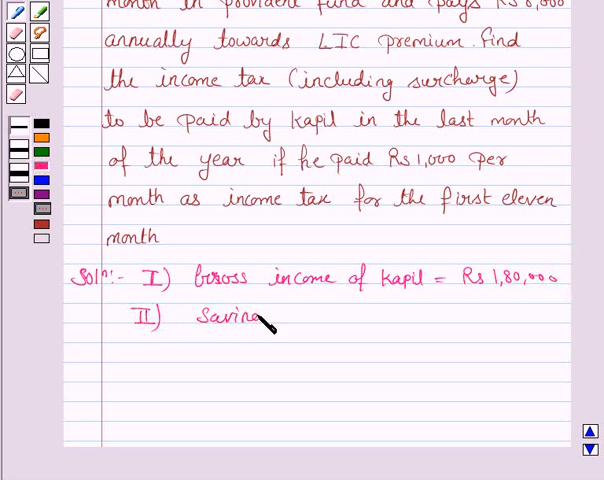 month in provident fund and pays Rs 8,000
annually towards LIC premium. Find
the income tax (including surcharge)
to be paid by Kapil in the last month
of the year if he paid Rs 1,000 per
month as income tax for the first eleven
month
Solⁿ:- I) Gross income of Kapil = Rs 1,80,000
II) Saving